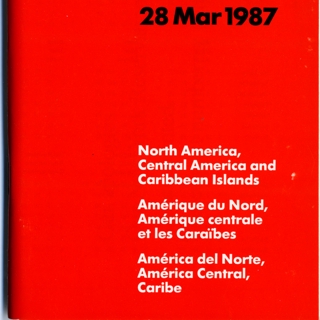 28 Mar 1987
North America,
Central America and
Caribbean Islands
Amérique du Nord,
Amérique centrale
et les Caraïbes
América del Norte,
América Central,
Caribe